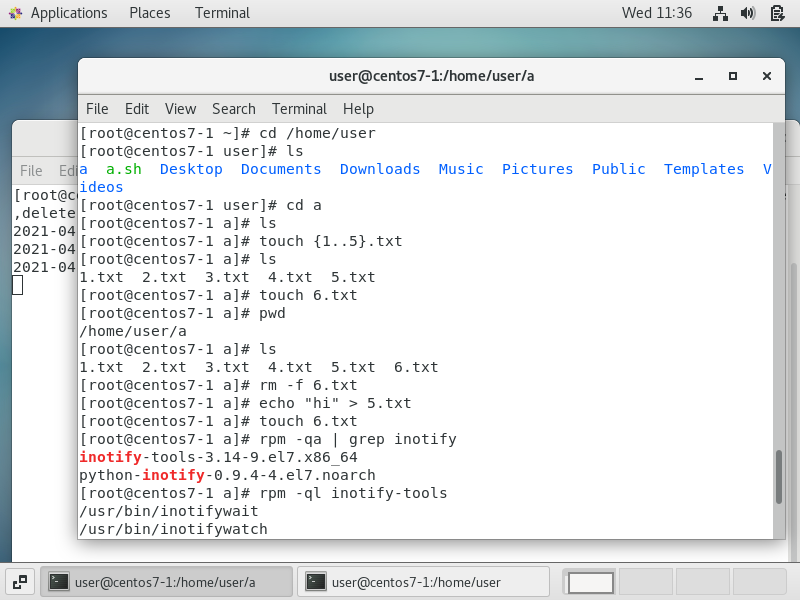 Applications Places Terminal Wed 11:36
user@centos7-1:/home/user/a
File Edit View Search Terminal Help
[root@centos7-1 ~]# cd /home/user
[root@centos7-1 user]# ls
a a.sh Desktop Documents Downloads Music Pictures Public Templates V
ideos
[root@centos7-1 user]# cd a
[root@centos7-1 a]# ls
[root@centos7-1 a]# touch {1..5}.txt
[root@centos7-1 a]# ls
1.txt 2.txt 3.txt 4.txt 5.txt
[root@centos7-1 a]# touch 6.txt
[root@centos7-1 a]# pwd
/home/user/a
[root@centos7-1 a]# ls
1.txt 2.txt 3.txt 4.txt 5.txt 6.txt
[root@centos7-1 a]# rm -f 6.txt
[root@centos7-1 a]# echo "hi" > 5.txt
[root@centos7-1 a]# touch 6.txt
[root@centos7-1 a]# rpm -qa | grep inotify
inotify-tools-3.14-9.el7.x86_64
python-inotify-0.9.4-4.el7.noarch
[root@centos7-1 a]# rpm -ql inotify-tools
/usr/bin/inotifywait
/usr/bin/inotifywatch
File Ed
[root@c
,delete
2021-04
2021-04
2021-04
user@centos7-1:/home/user/a user@centos7-1:/home/user